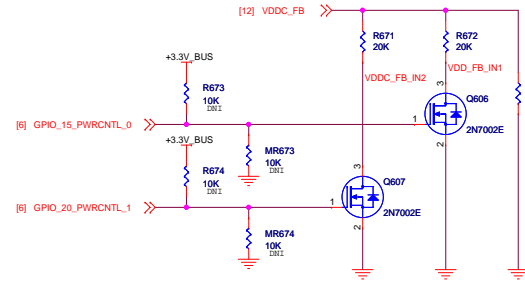 [12] VDDC_FB
R671
20K
R672
20K
VDDC_FB_IN2
VDD_FB_IN1
+3.3V_BUS
R673
10K
DNI
3
Q606
1
2N7002E
2
[6] GPIO_15_PWRCNTL_0
+3.3V_BUS
MR673
10K
DNI
R674
10K
DNI
3
Q607
1
2N7002E
2
[6] GPIO_20_PWRCNTL_1
MR674
10K
DNI